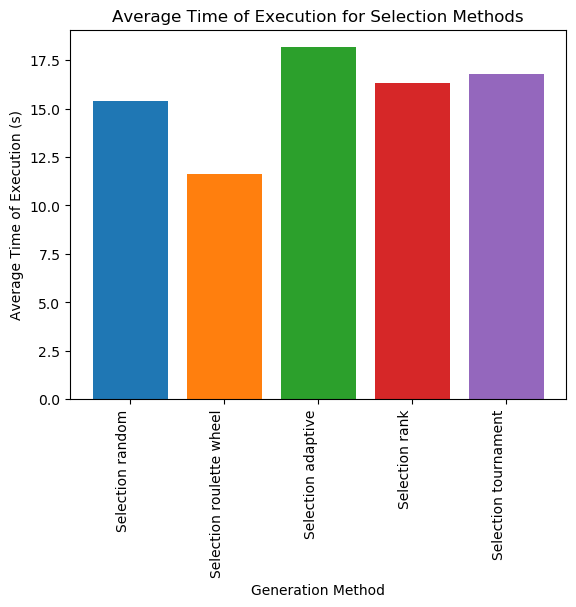 Average Time of Execution for Selection Methods
Average Time of Execution (s)
17.5
15.0
12.5
10.0
7.5
5.0
2.5
0.0
Selection random
Selection roulette wheel
Selection adaptive
Selection rank
Selection tournament
Generation Method